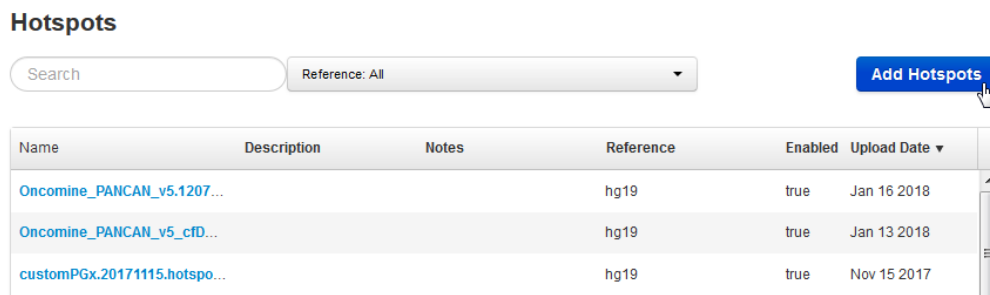 Hotspots
Search Reference: All Add Hotspots
Name Description Notes Reference Enabled Upload Date
Oncomine_PANCAN_v5.1207... hg19 true Jan 16 2018
Oncomine_PANCAN_v5_cfD... hg19 true Jan 13 2018
customPGx.20171115.hotspo... hg19 true Nov 15 2017